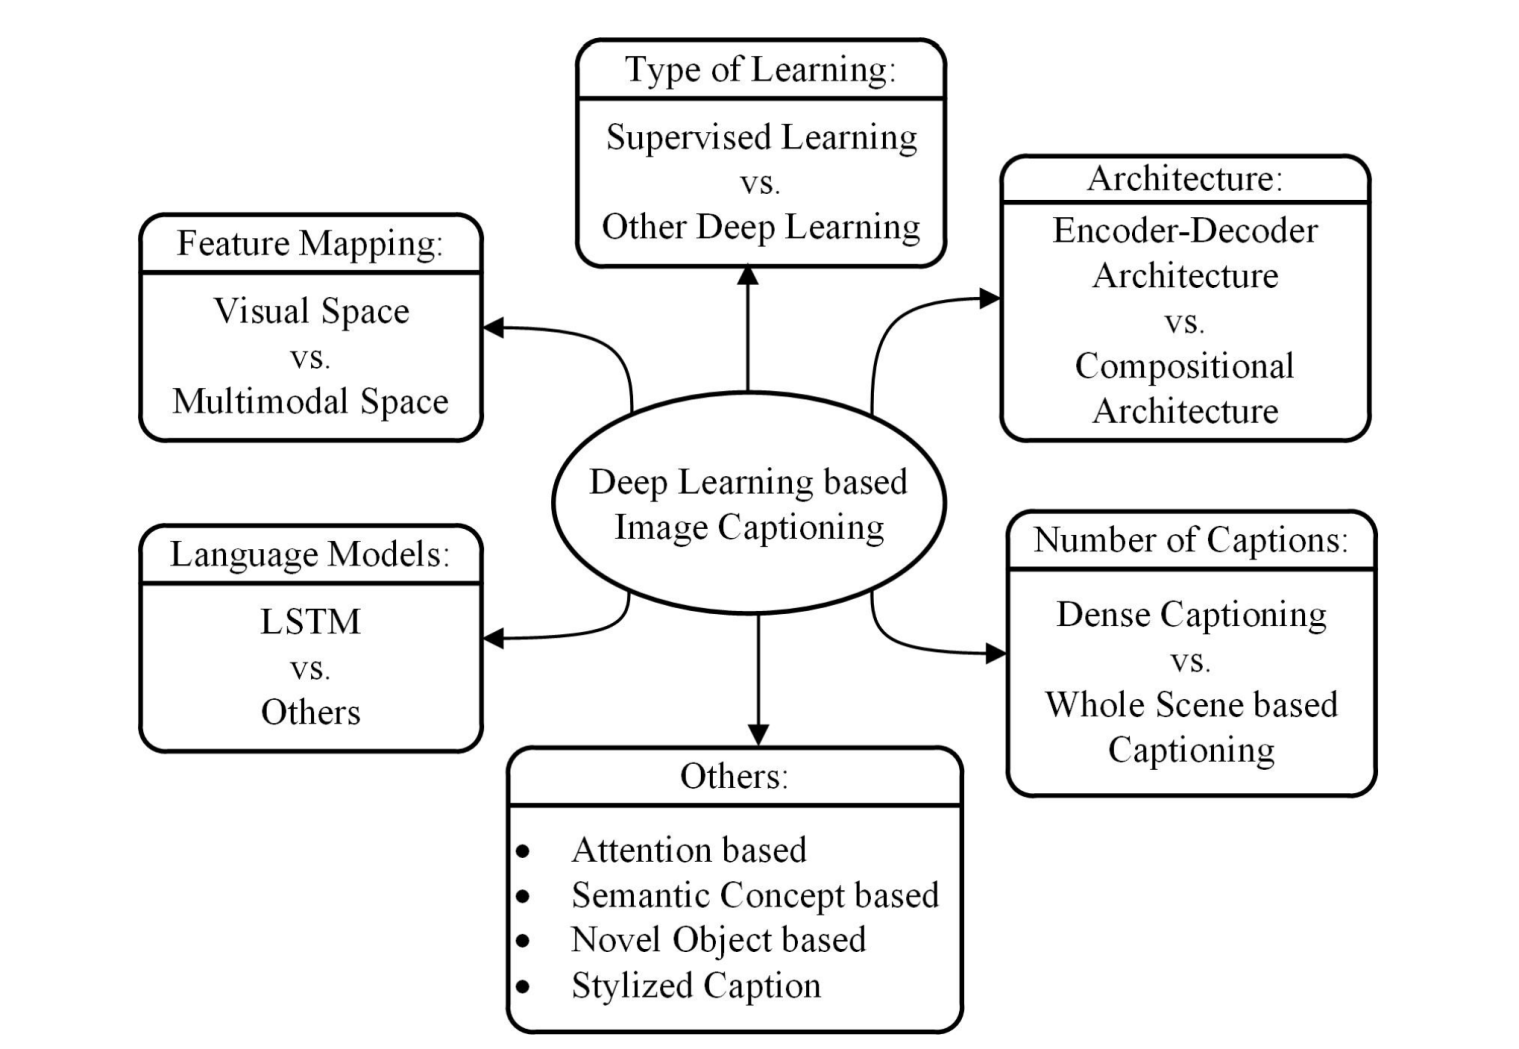 Type of Learning:
Supervised Learning
vs.
Other Deep Learning
Architecture:
Encoder-Decoder
Architecture
vs.
Compositional
Architecture
Feature Mapping:
Visual Space
vs.
Multimodal Space
Deep Learning based
Image Captioning
Language Models:
LSTM
vs.
Others
Number of Captions:
Dense Captioning
vs.
Whole Scene based
Captioning
Others:
• Attention based
• Semantic Concept based
• Novel Object based
• Stylized Caption